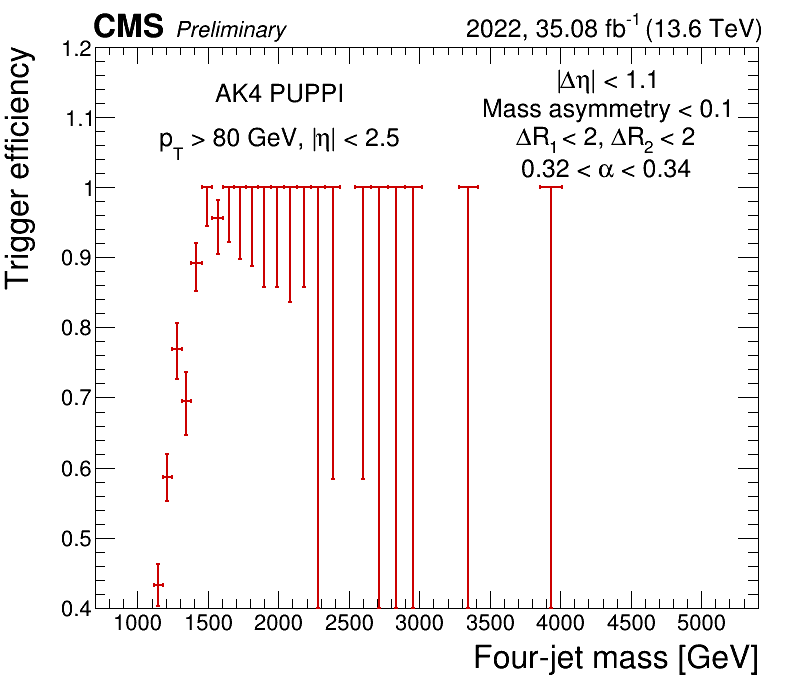 CMS Preliminary 2022, 35.08 fb⁻¹ (13.6 TeV)
AK4 PUPPI
p_T > 80 GeV, |η| < 2.5
|Δη| < 1.1
Mass asymmetry < 0.1
ΔR₁ < 2, ΔR₂ < 2
0.32 < α < 0.34
Trigger efficiency
1.2
1.1
1
0.9
0.8
0.7
0.6
0.5
0.4
1000 1500 2000 2500 3000 3500 4000 4500 5000
Four-jet mass [GeV]